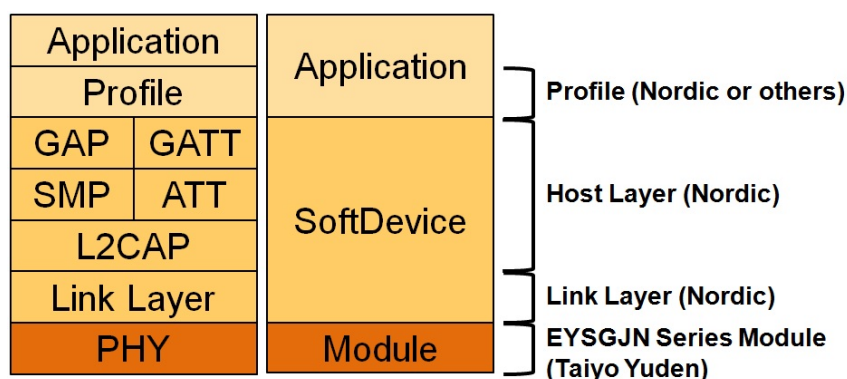 Application
Profile
GAP GATT
SMP ATT
L2CAP
Link Layer
PHY
Application
SoftDevice
Module
Profile (Nordic or others)
Host Layer (Nordic)
Link Layer (Nordic)
EYSGJN Series Module
(Taiyo Yuden)